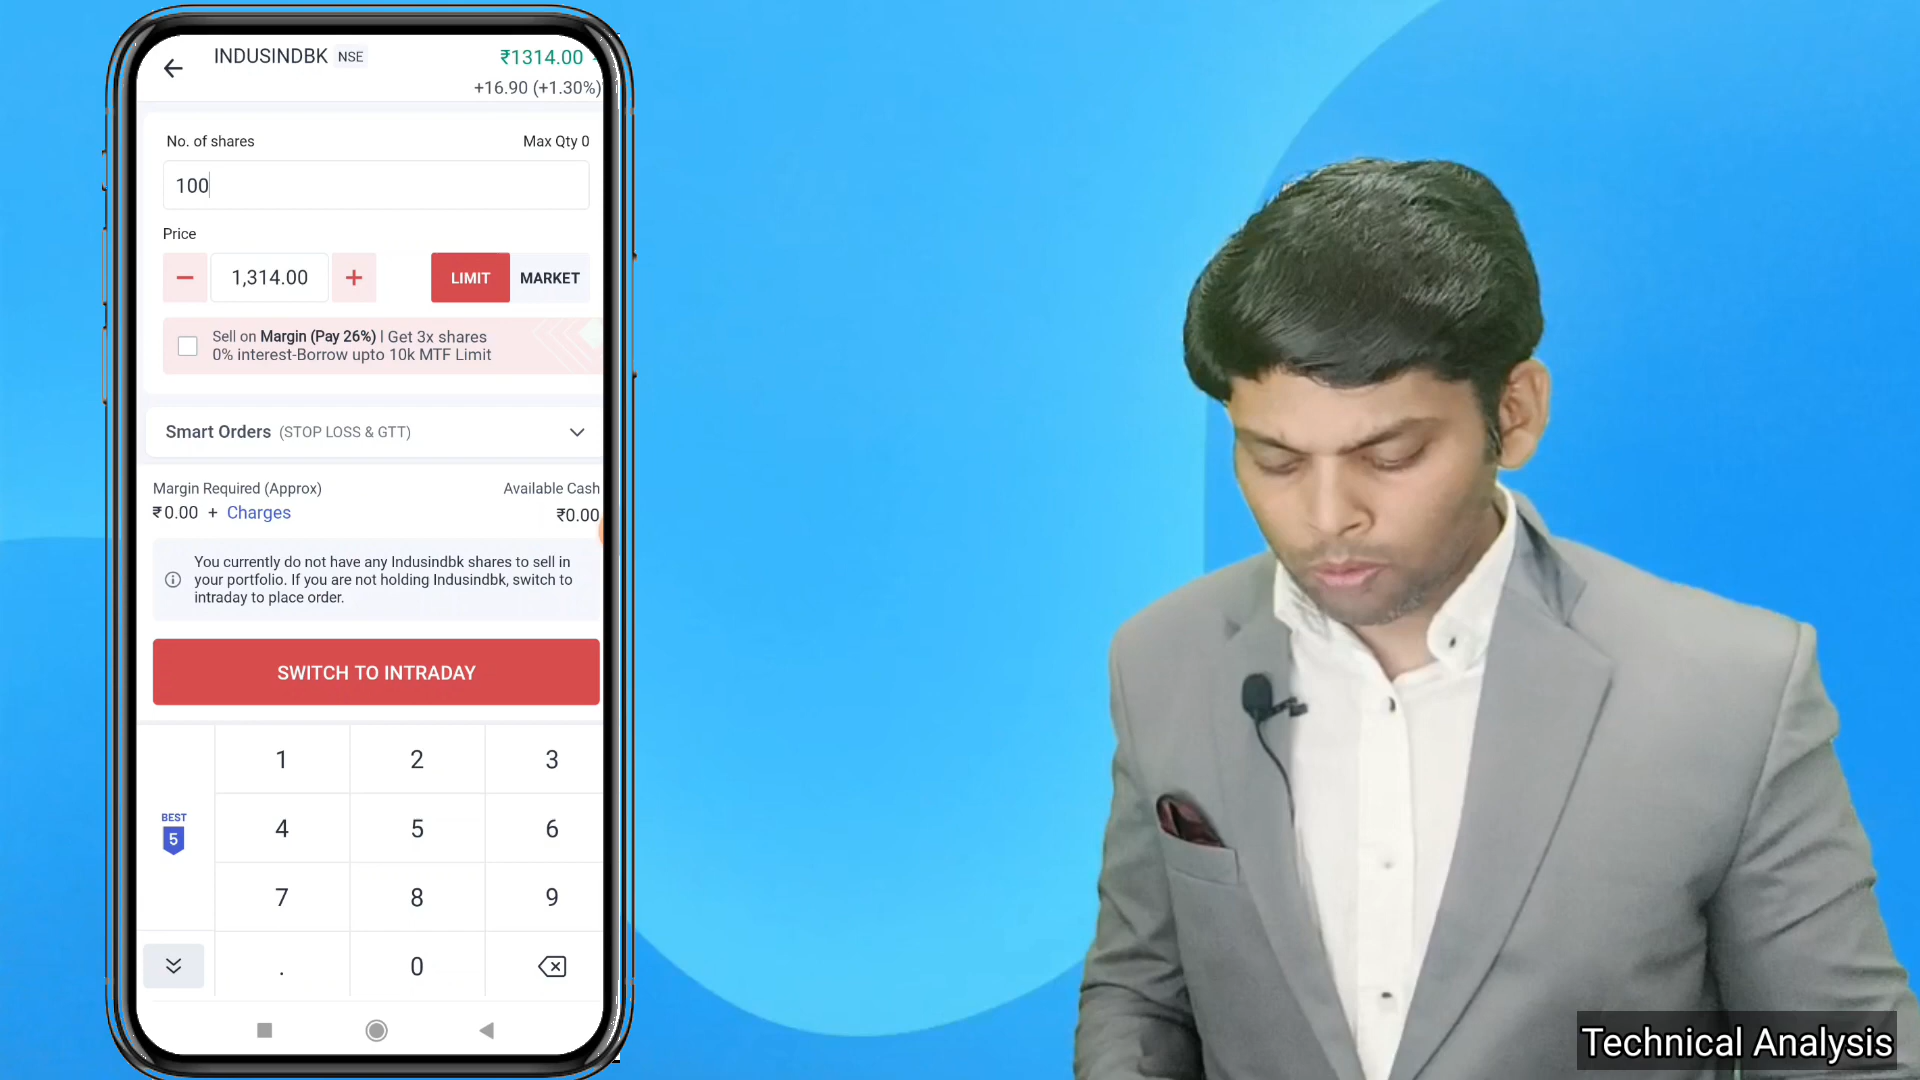 INDUSINDBK NSE
₹1314.00
+16.90 (+1.30%)
No. of shares
Max Qty 0
100
Price
1,314.00
LIMIT
MARKET
Sell on Margin (Pay 26%) | Get 3x shares
0% interest-Borrow upto 10k MTF Limit
Smart Orders (STOP LOSS & GTT)
Margin Required (Approx)
Available Cash
₹0.00 + Charges
₹0.00
You currently do not have any Indusindbk shares to sell in
your portfolio. If you are not holding Indusindbk, switch to
intraday to place order.
SWITCH TO INTRADAY
1 2 3
BEST
5
4 5 6
7 8 9
. 0
Technical Analysis